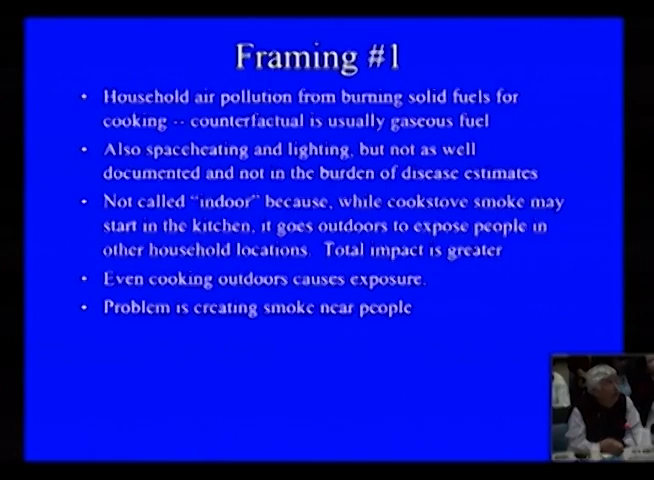 Framing #1
• Household air pollution from burning solid fuels for
cooking -- counterfactual is usually gaseous fuel
• Also spaceheating and lighting, but not as well
documented and not in the burden of disease estimates
• Not called "indoor" because, while cookstove smoke may
start in the kitchen, it goes outdoors to expose people in
other household locations. Total impact is greater
• Even cooking outdoors causes exposure.
• Problem is creating smoke near people